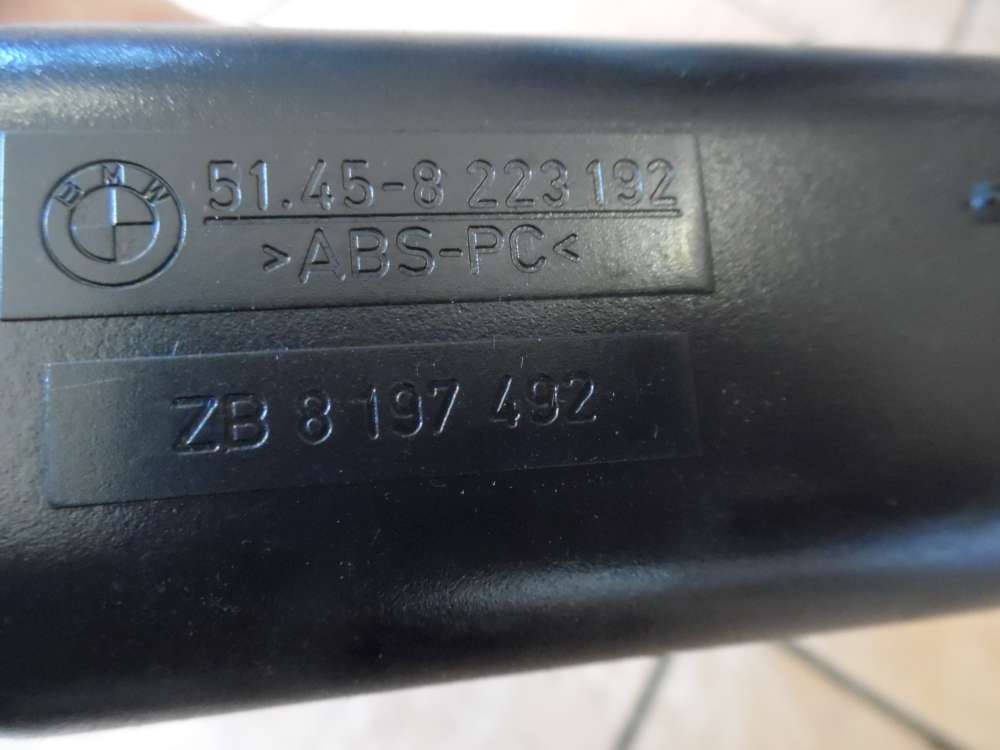 BMW 51.45-8 223 192
>ABS-PC<
ZB 8 197 492